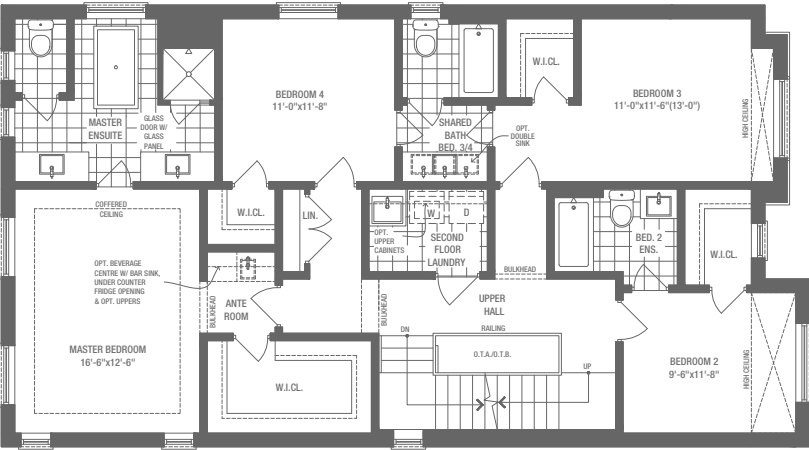 MASTER
ENSUITE
GLASS
DOOR W/
GLASS
PANEL
BEDROOM 4
11'-0"x11'-8"
SHARED
BATH
BED. 3/4
OPT.
DOUBLE
SINK
W.I.CL.
BEDROOM 3
11'-0"x11'-6"(13'-0")
HIGH CEILING
COFFERED
CEILING
OPT. BEVERAGE
CENTRE W/ BAR SINK,
UNDER COUNTER
FRIDGE OPENING
& OPT. UPPERS
MASTER BEDROOM
16'-6"x12'-6"
W.I.CL.
LIN.
BULKHEAD
ANTE
ROOM
W.I.CL.
W
D
OPT.
UPPER
CABINETS
SECOND
FLOOR
LAUNDRY
BULKHEAD
BULKHEAD
UPPER
HALL
RAILING
DN
O.T.A./O.T.B.
UP
BED. 2
ENS.
W.I.CL.
BEDROOM 2
9'-6"x11'-8"
HIGH CEILING